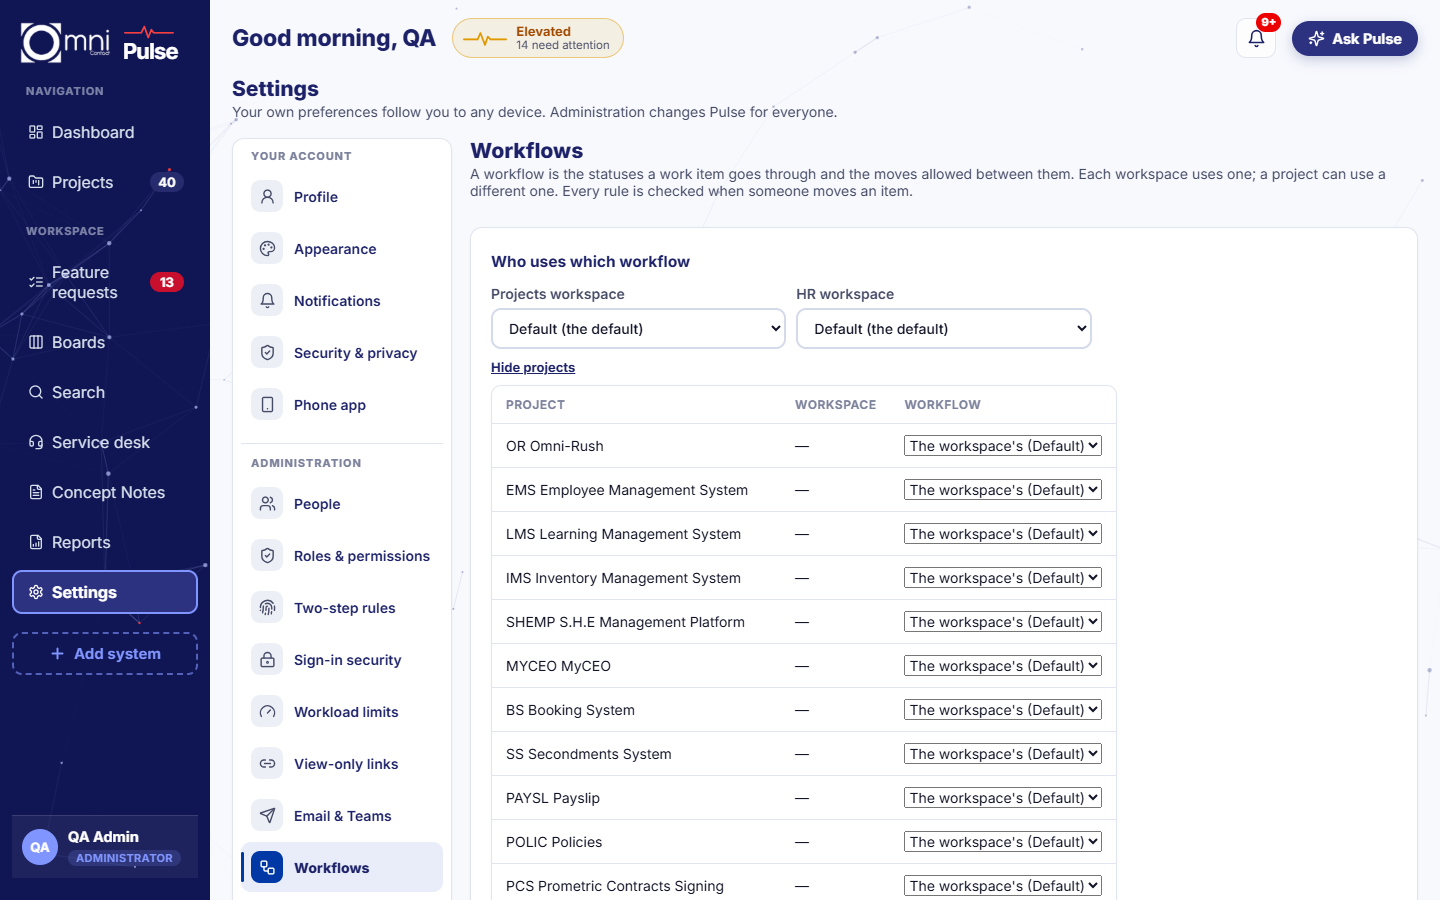 Omni
Contact
Pulse
NAVIGATION
Dashboard
Projects
40
WORKSPACE
Feature
requests
13
Boards
Search
Service desk
Concept Notes
Reports
Settings
+ Add system
QA
QA Admin
ADMINISTRATOR
Good morning, QA
Elevated
14 need attention
9+
Ask Pulse
Settings
Your own preferences follow you to any device. Administration changes Pulse for everyone.
YOUR ACCOUNT
Profile
Appearance
Notifications
Security & privacy
Phone app
ADMINISTRATION
People
Roles & permissions
Two-step rules
Sign-in security
Workload limits
View-only links
Email & Teams
Workflows
Workflows
A workflow is the statuses a work item goes through and the moves allowed between them. Each workspace uses one; a project can use a
different one. Every rule is checked when someone moves an item.
Who uses which workflow
Projects workspace
HR workspace
Default (the default)
Default (the default)
Hide projects
PROJECT WORKSPACE WORKFLOW
OR Omni-Rush — The workspace's (Default)
EMS Employee Management System — The workspace's (Default)
LMS Learning Management System — The workspace's (Default)
IMS Inventory Management System — The workspace's (Default)
SHEMP S.H.E Management Platform — The workspace's (Default)
MYCEO MyCEO — The workspace's (Default)
BS Booking System — The workspace's (Default)
SS Secondments System — The workspace's (Default)
PAYSL Payslip — The workspace's (Default)
POLIC Policies — The workspace's (Default)
PCS Prometric Contracts Signing — The workspace's (Default)